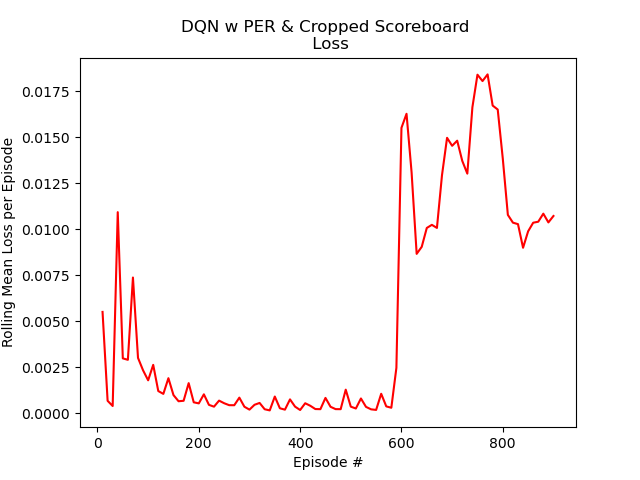 DQN w PER & Cropped Scoreboard
Loss
Rolling Mean Loss per Episode
0.0175
0.0150
0.0125
0.0100
0.0075
0.0050
0.0025
0.0000
0 200 400 600 800
Episode #